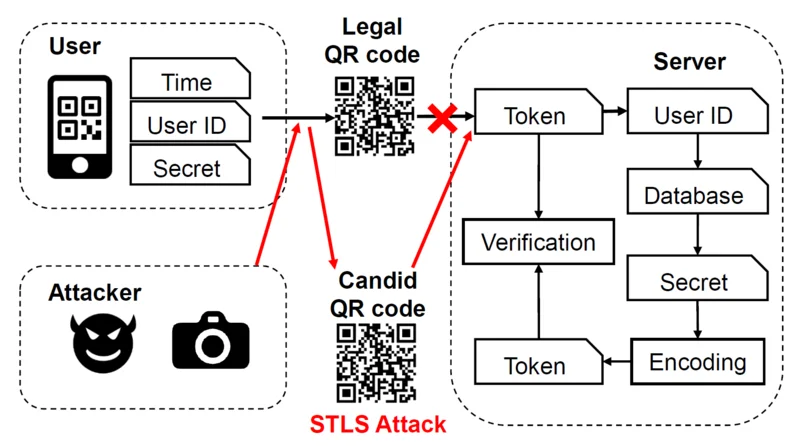 User
Time
User ID
Secret
Legal
QR code
Server
Token
User ID
Database
Verification
Secret
Token
Encoding
Attacker
Candid
QR code
STLS Attack